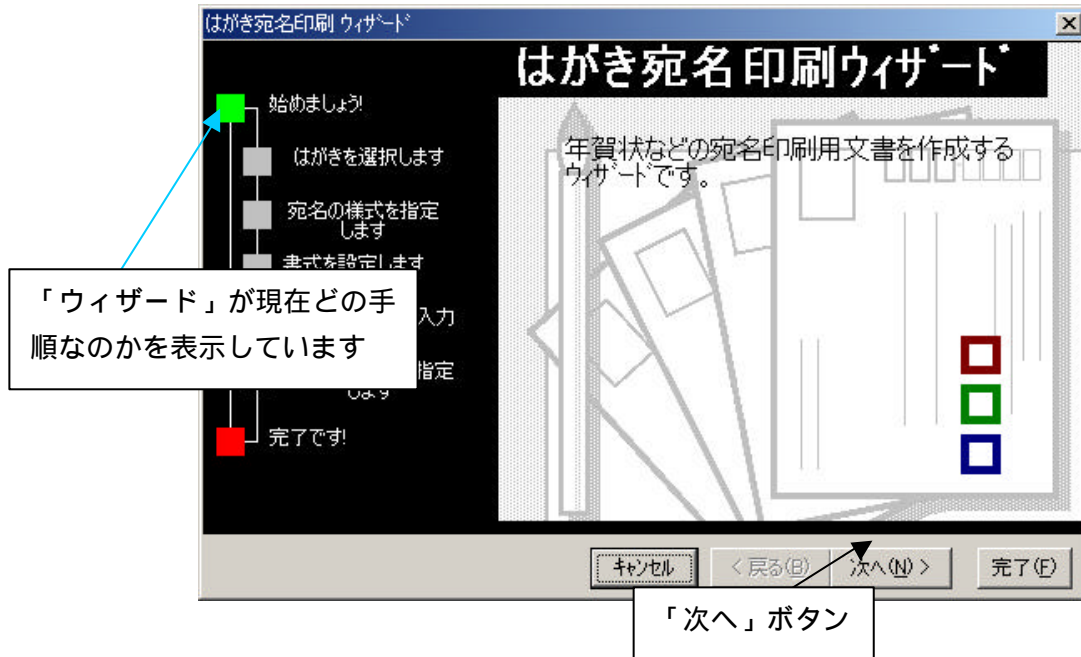 はがき宛名印刷 ウィザード
はがき宛名印刷ウィザード
始めましょう!
はがきを選択します
宛名の様式を指定
します
書式を設定します
入力
指定
します
完了です!
年賀状などの宛名印刷用文書を作成する
ウィザードです。
「ウィザード」が現在どの手
順なのかを表示しています
キャンセル
< 戻る(B)
次へ(N) >
完了(F)
「次へ」ボタン